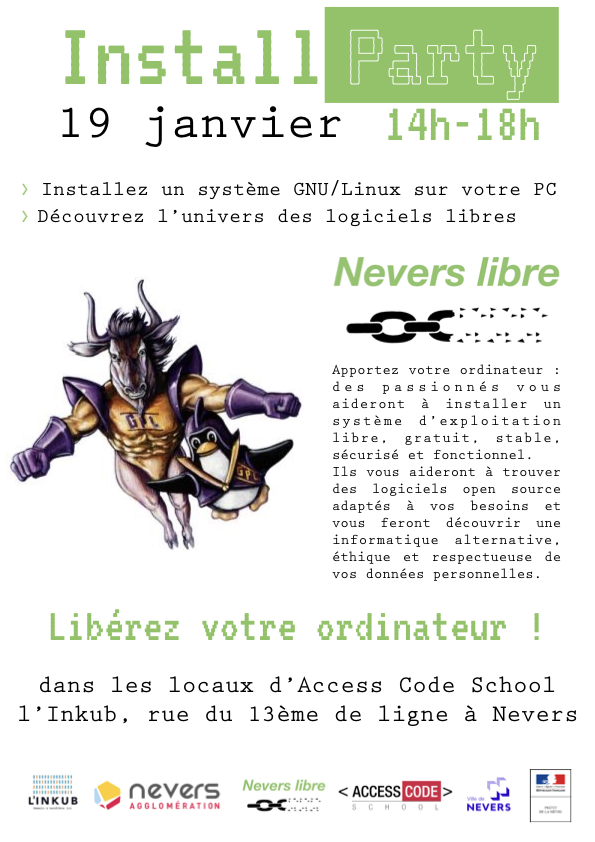 Install Party
19 janvier 14h-18h
› Installez un système GNU/Linux sur votre PC
› Découvrez l'univers des logiciels libres
Nevers libre
GPL
GPL
Apportez votre ordinateur :
des passionnés vous
aideront à installer un
système d'exploitation
libre, gratuit, stable,
sécurisé et fonctionnel.
Ils vous aideront à trouver
des logiciels open source
adaptés à vos besoins et
vous feront découvrir une
informatique alternative,
éthique et respectueuse de
vos données personnelles.
Libérez votre ordinateur !
dans les locaux d'Access Code School
l'Inkub, rue du 13ème de ligne à Nevers
L'INKUB
nevers
AGGLOMÉRATION
Nevers libre
< ACCESS CODE >
SCHOOL
Ville de
NEVERS